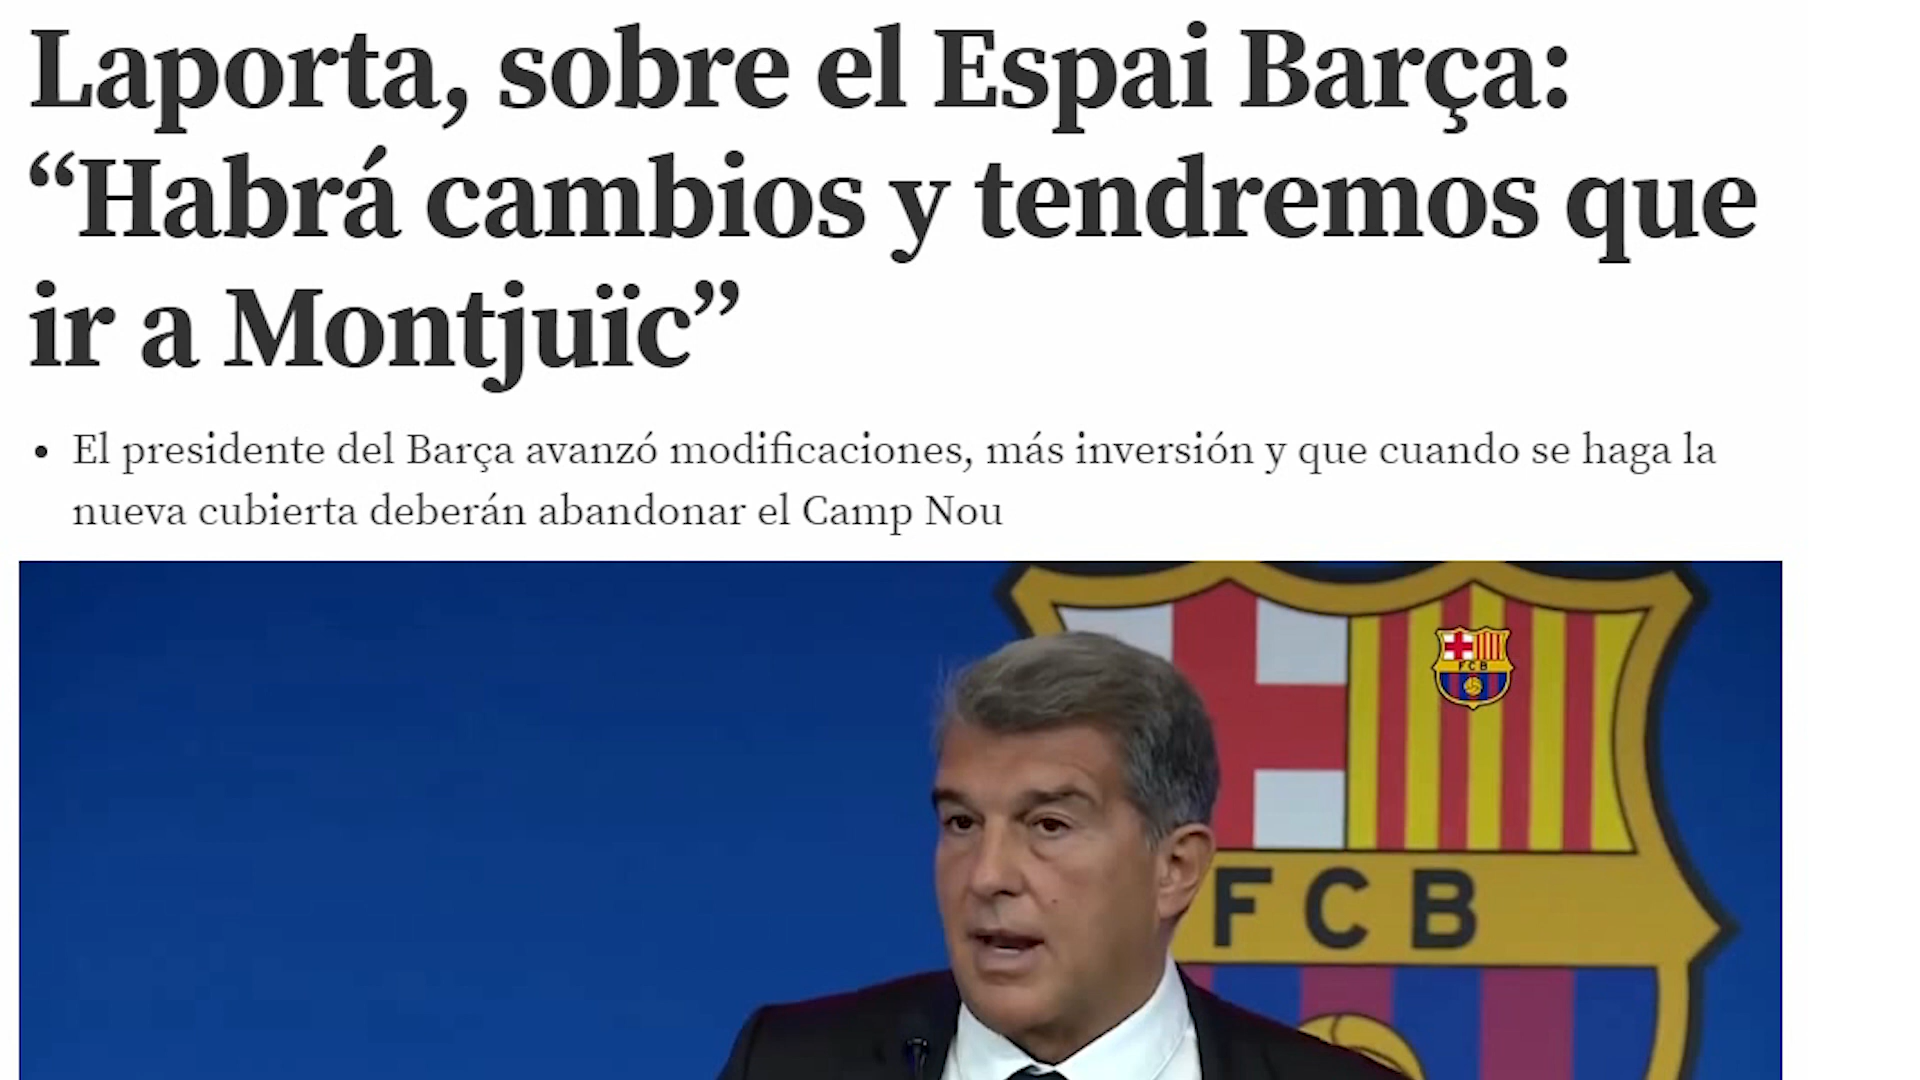 Laporta, sobre el Espai Barça:
“Habrá cambios y tendremos que
ir a Montjuïc”
• El presidente del Barça avanzó modificaciones, más inversión y que cuando se haga la
nueva cubierta deberán abandonar el Camp Nou
FCB
FCB